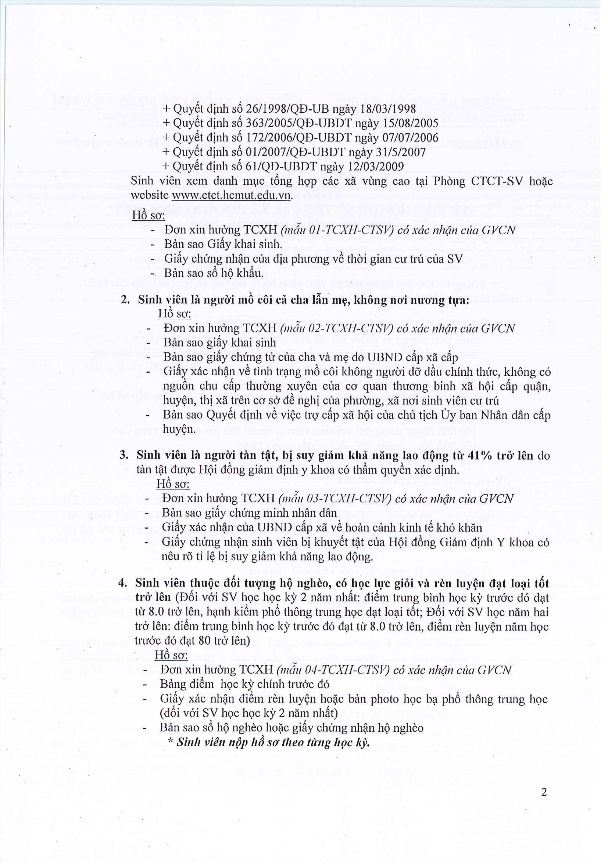 + Quyết định số 26/1998/QĐ-UB ngày 18/03/1998
+ Quyết định số 363/2005/QĐ-UBDT ngày 15/08/2005
+ Quyết định số 172/2006/QĐ-UBDT ngày 07/07/2006
+ Quyết định số 01/2007/QĐ-UBDT ngày 31/5/2007
+ Quyết định số 61/QD-UBDT ngày 12/03/2009
Sinh viên xem danh mục tổng hợp các xã vùng cao tại Phòng CTCT-SV hoặc
website www.ctct.hcmut.edu.vn.
Hồ sơ:
- Đơn xin hưởng TCXH (mẫu 01-TCXH-CTSV) có xác nhận của GVCN
- Bản sao Giấy khai sinh.
- Giấy chứng nhận của địa phương về thời gian cư trú của SV
- Bản sao sổ hộ khẩu.
2. Sinh viên là người mồ côi cả cha lẫn mẹ, không nơi nương tựa:
Hồ sơ:
- Đơn xin hưởng TCXH (mẫu 02-TCXH-CTSV) có xác nhận của GVCN
- Bản sao giấy khai sinh
- Bản sao giấy chứng tử của cha và mẹ do UBND cấp xã cấp
- Giấy xác nhận về tình trạng mồ côi không người đỡ đầu chính thức, không có
nguồn chu cấp thường xuyên của cơ quan thương binh xã hội cấp quận,
huyện, thị xã trên cơ sở đề nghị của phường, xã nơi sinh viên cư trú
- Bản sao Quyết định về việc trợ cấp xã hội của chủ tịch Ủy ban Nhân dân cấp
huyện.
3. Sinh viên là người tàn tật, bị suy giảm khả năng lao động từ 41% trở lên do
tàn tật được Hội đồng giám định y khoa có thẩm quyền xác định.
Hồ sơ:
- Đơn xin hưởng TCXH (mẫu 03-TCXH-CTSV) có xác nhận của GVCN
- Bản sao giấy chứng minh nhân dân
- Giấy xác nhận của UBND cấp xã về hoàn cảnh kinh tế khó khăn
- Giấy chứng nhận sinh viên bị khuyết tật của Hội đồng Giám định Y khoa có
nêu rõ tỉ lệ bị suy giảm khả năng lao động.
4. Sinh viên thuộc đối tượng hộ nghèo, có học lực giỏi và rèn luyện đạt loại tốt
trở lên (Đối với SV học học kỳ 2 năm nhất: điểm trung bình học kỳ trước đó đạt
từ 8.0 trở lên, hạnh kiểm phổ thông trung học đạt loại tốt; Đối với SV học năm hai
trở lên: điểm trung bình học kỳ trước đó đạt từ 8.0 trở lên, điểm rèn luyện năm học
trước đó đạt 80 trở lên)
Hồ sơ:
- Đơn xin hưởng TCXH (mẫu 04-TCXH-CTSV) có xác nhận của GVCN
- Bảng điểm học kỳ chính trước đó
- Giấy xác nhận điểm rèn luyện hoặc bản photo học bạ phổ thông trung học
(đối với SV học học kỳ 2 năm nhất)
- Bản sao sổ hộ nghèo hoặc giấy chứng nhận hộ nghèo
* Sinh viên nộp hồ sơ theo từng học kỳ.
2